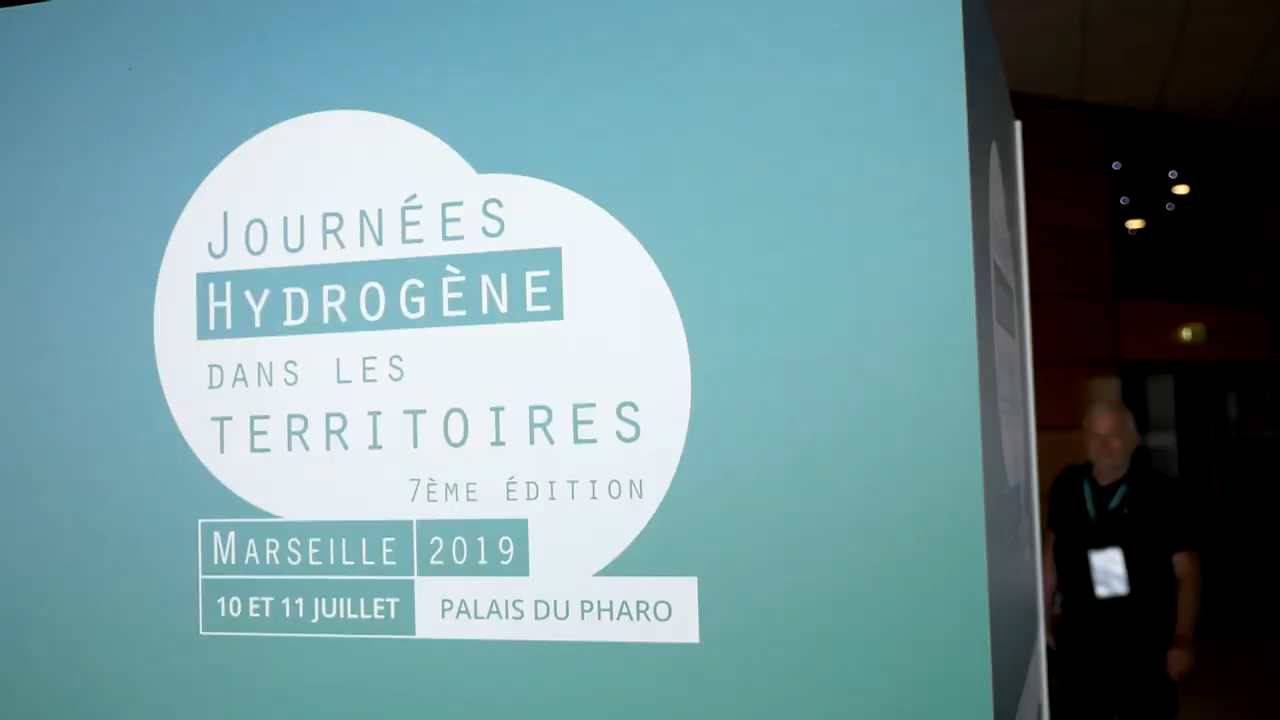 JOURNÉES
HYDROGÈNE
DANS LES
TERRITOIRES
7ÈME ÉDITION
MARSEILLE 2019
10 ET 11 JUILLET PALAIS DU PHARO